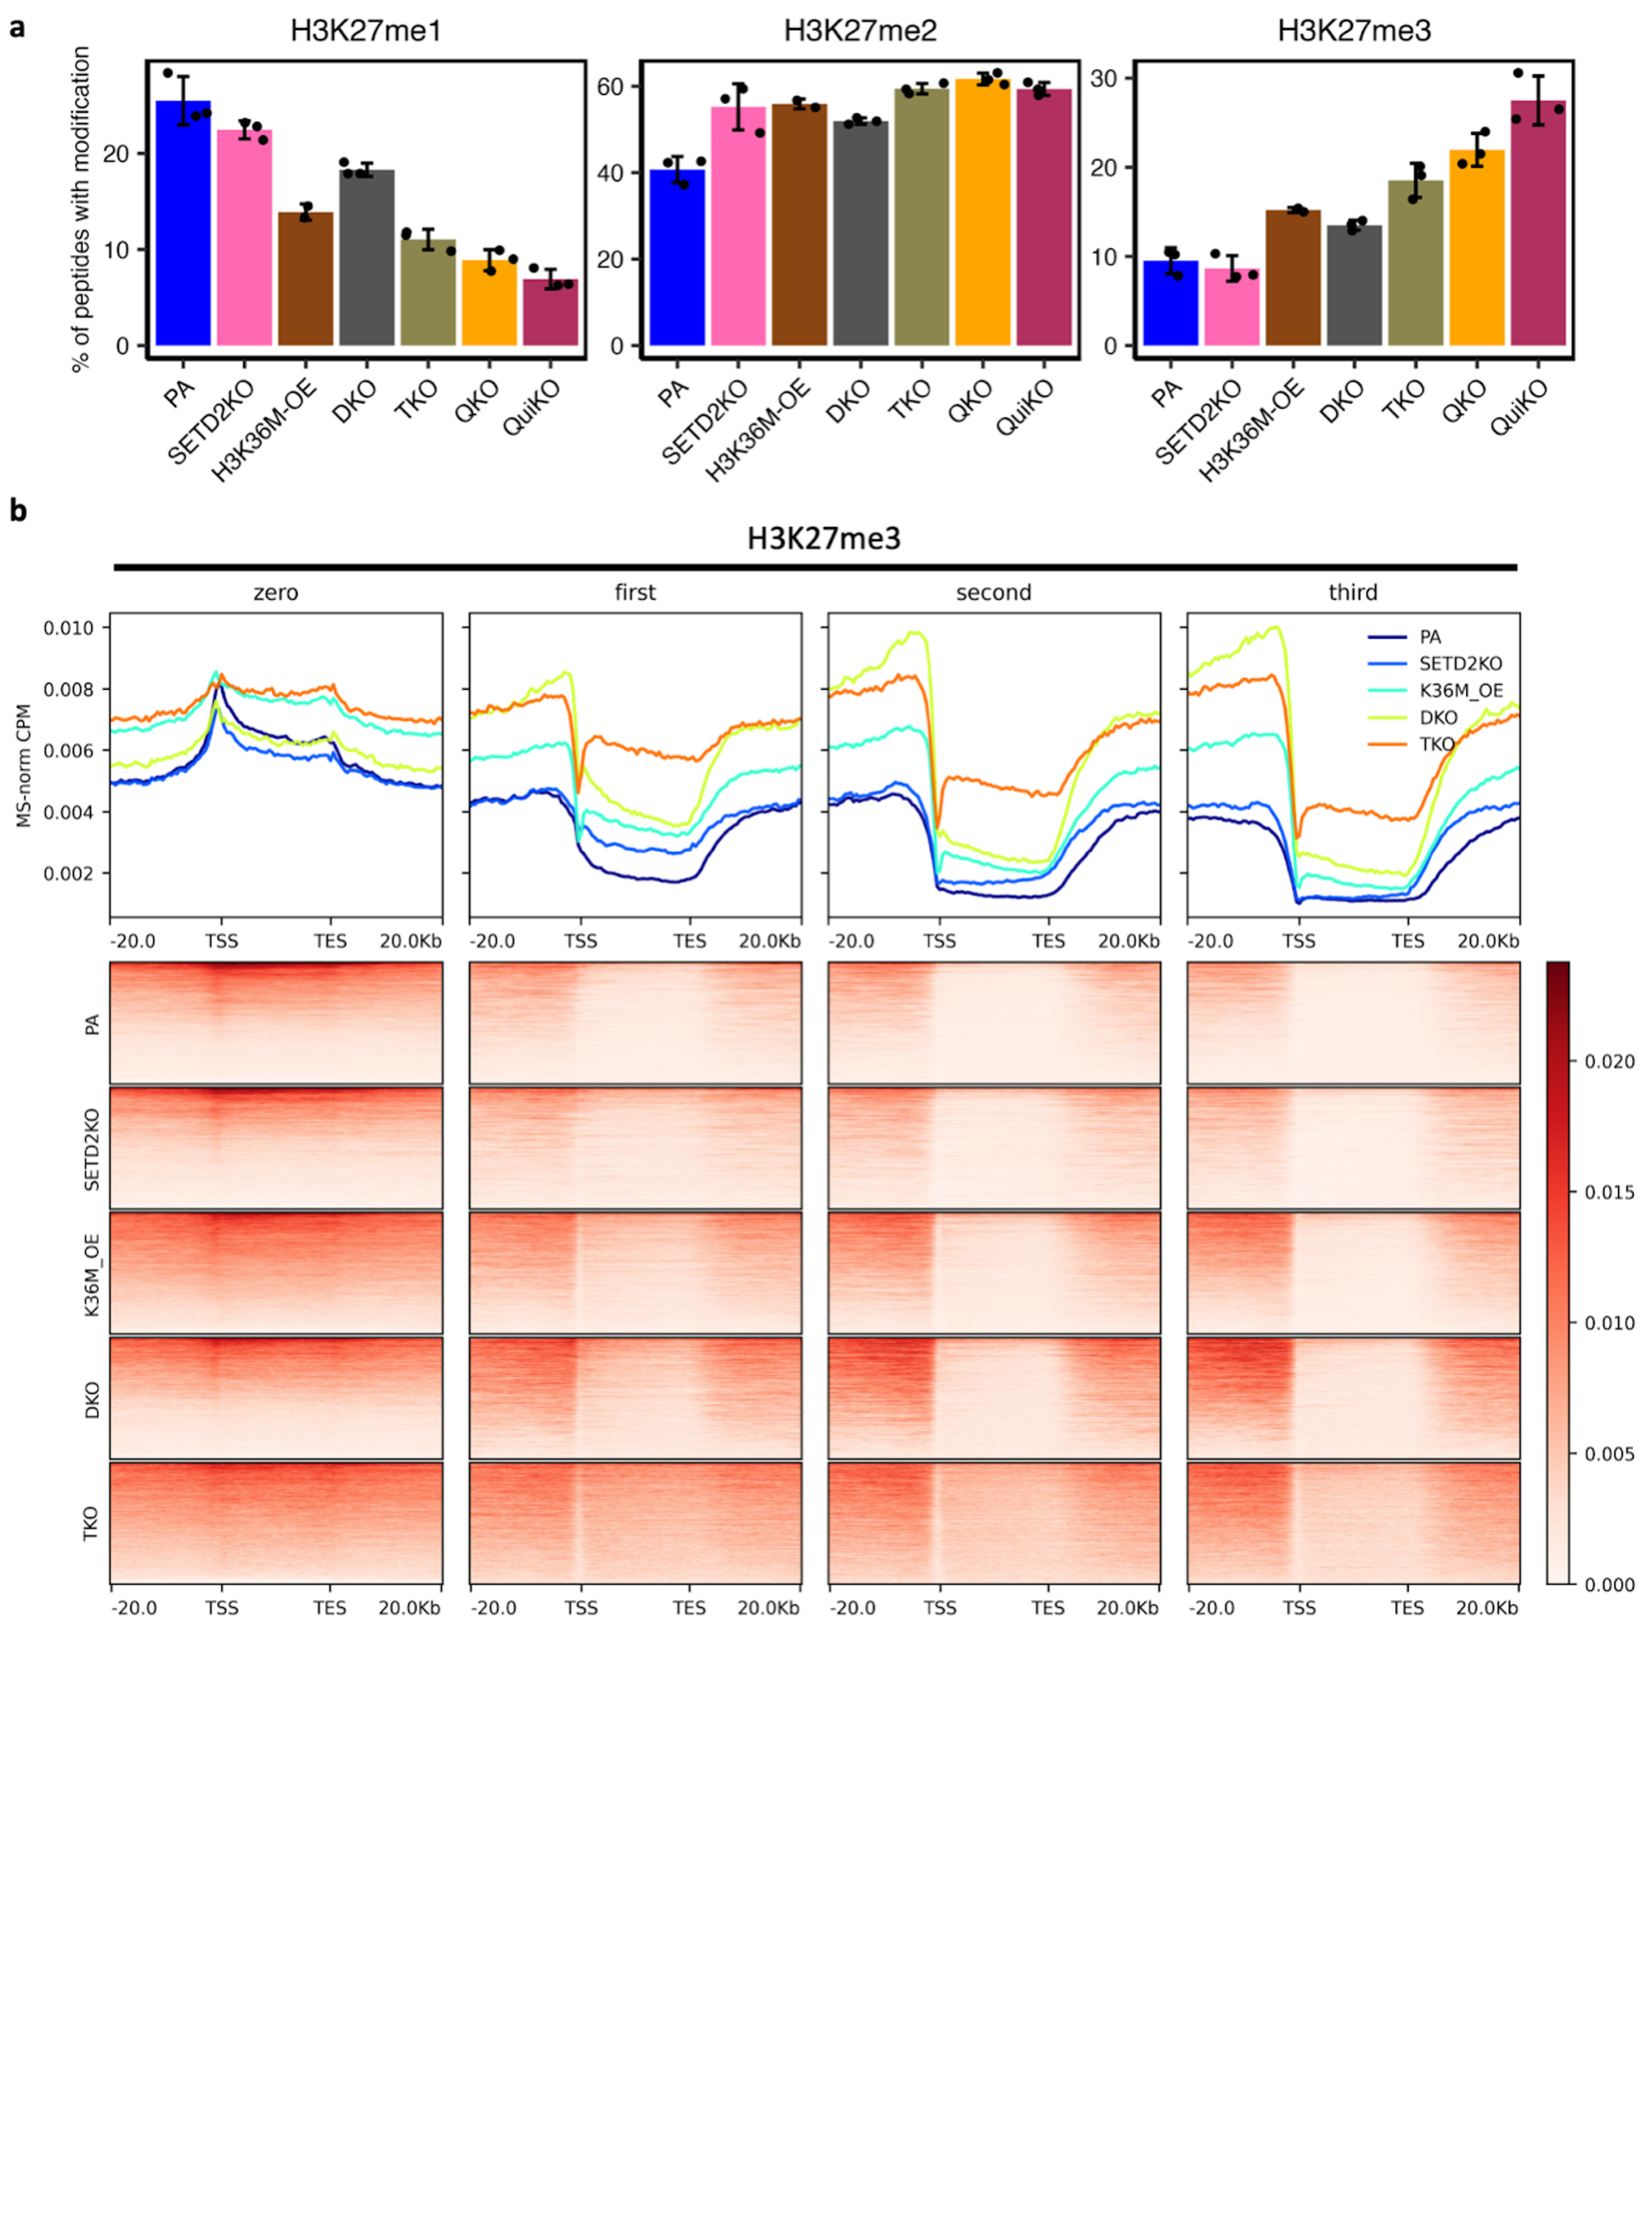 a
H3K27me1
H3K27me2
H3K27me3
% of peptides with modification
20
10
0
60
40
20
0
30
20
10
0
PA
SETD2KO
H3K36M-OE
DKO
TKO
QKO
QuiKO
PA
SETD2KO
H3K36M-OE
DKO
TKO
QKO
QuiKO
PA
SETD2KO
H3K36M-OE
DKO
TKO
QKO
QuiKO
b
H3K27me3
zero
first
second
third
MS-norm CPM
0.010
0.008
0.006
0.004
0.002
PA
SETD2KO
K36M_OE
DKO
TKO
-20.0 TSS TES 20.0Kb
-20.0 TSS TES 20.0Kb
-20.0 TSS TES 20.0Kb
-20.0 TSS TES 20.0Kb
PA
SETD2KO
K36M_OE
DKO
TKO
0.020
0.015
0.010
0.005
0.000
-20.0 TSS TES 20.0Kb
-20.0 TSS TES 20.0Kb
-20.0 TSS TES 20.0Kb
-20.0 TSS TES 20.0Kb